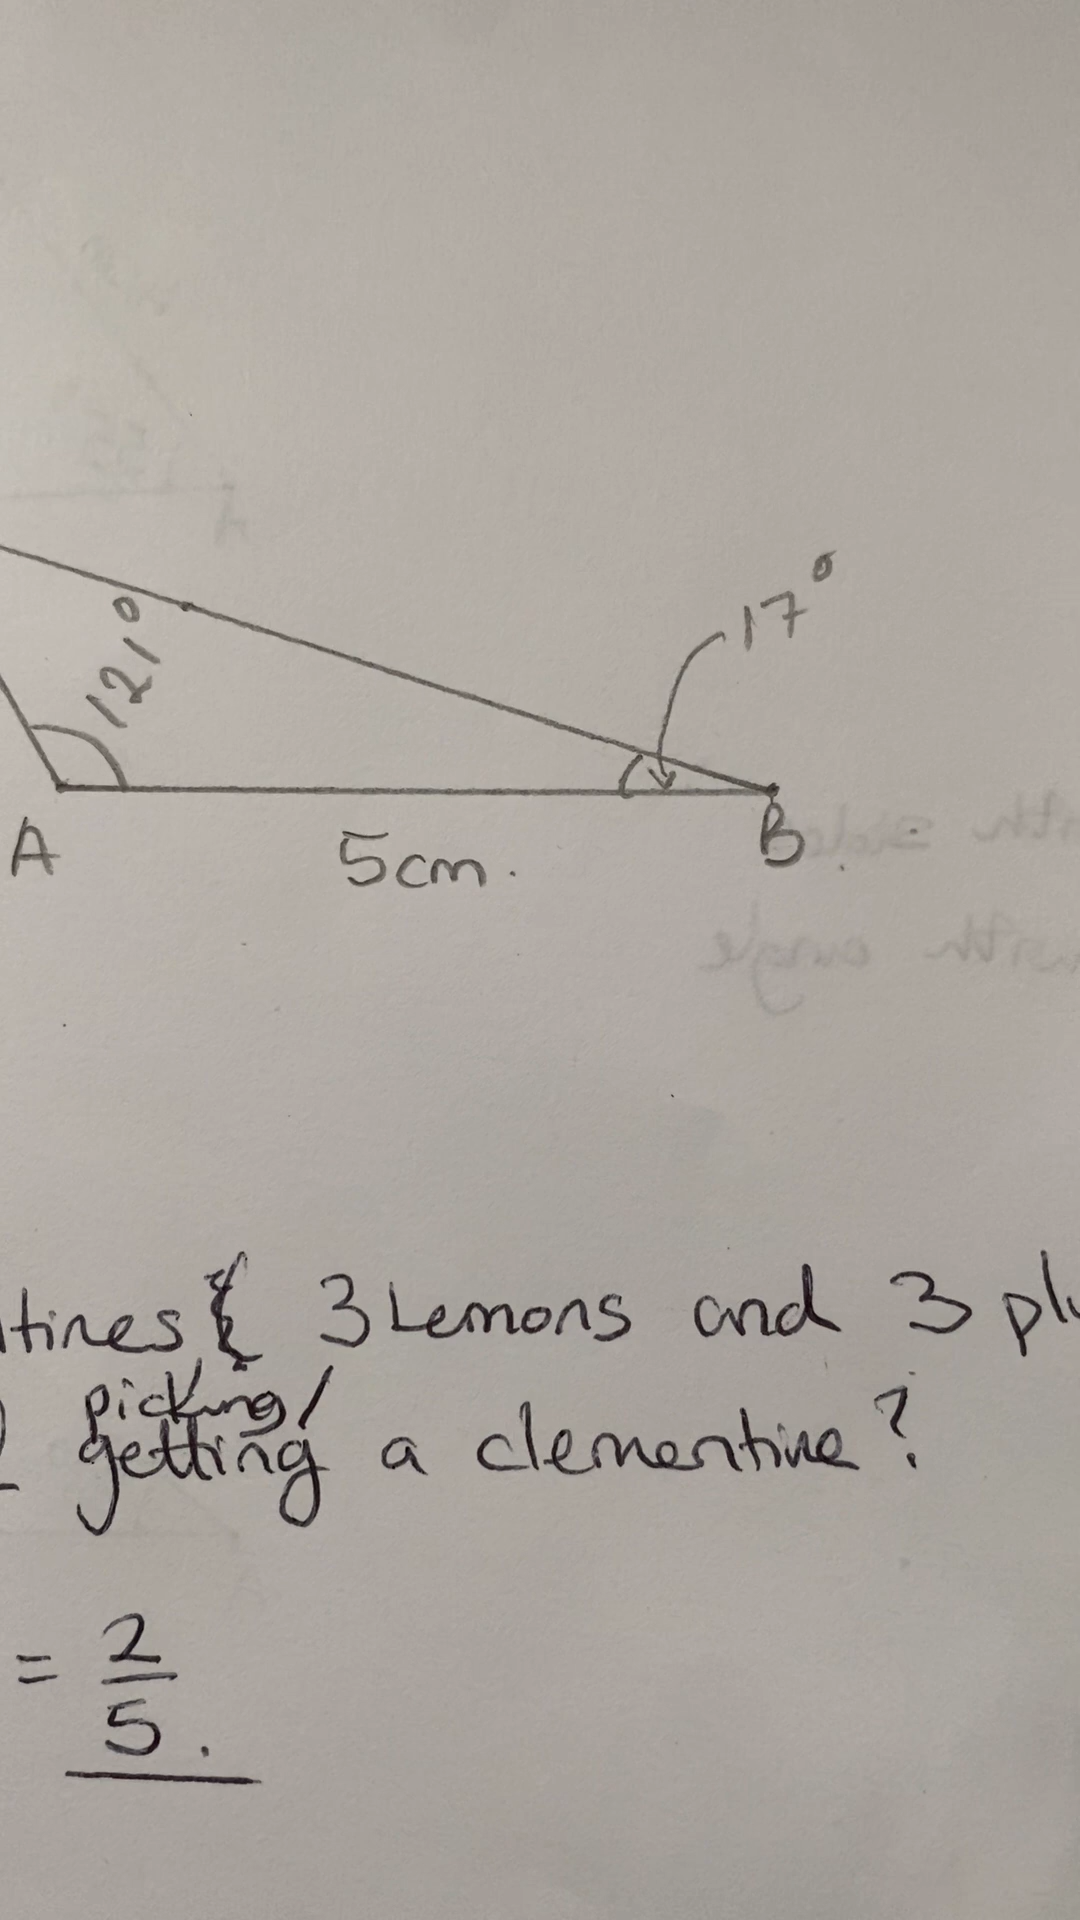 121°
17°
A
5cm.
B
tines & 3 Lemons and 3 pl
picking/
getting a clementine?
= 2
5.